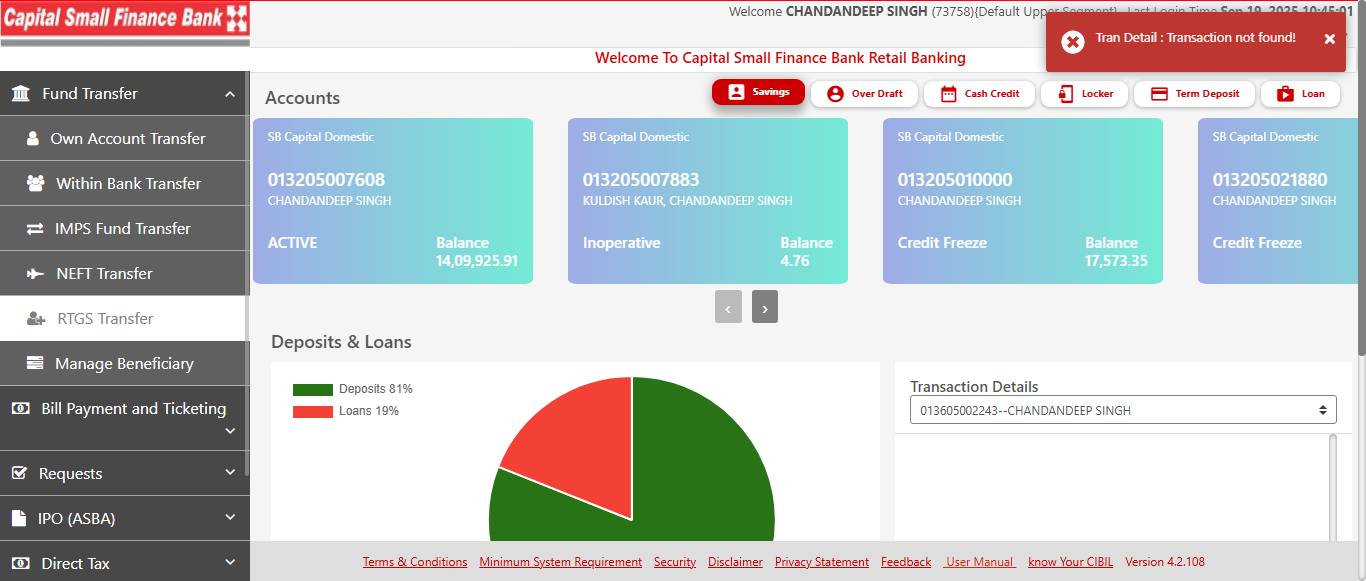 Capital Small Finance Bank
Welcome CHANDANDEEP SINGH (73758){Default Upper Segment} Last Login Time Sep 19, 2025 10:45:01
Tran Detail : Transaction not found!
Welcome To Capital Small Finance Bank Retail Banking
Fund Transfer
Own Account Transfer
Within Bank Transfer
IMPS Fund Transfer
NEFT Transfer
RTGS Transfer
Manage Beneficiary
Bill Payment and Ticketing
Requests
IPO (ASBA)
Direct Tax
Accounts
Savings
Over Draft
Cash Credit
Locker
Term Deposit
Loan
SB Capital Domestic
013205007608
CHANDANDEEP SINGH
ACTIVE
Balance
14,09,925.91
SB Capital Domestic
013205007883
KULDISH KAUR, CHANDANDEEP SINGH
Inoperative
Balance
4.76
SB Capital Domestic
013205010000
CHANDANDEEP SINGH
Credit Freeze
Balance
17,573.35
SB Capital Domestic
013205021880
CHANDANDEEP SINGH
Credit Freeze
Deposits & Loans
Deposits 81%
Loans 19%
Transaction Details
013605002243--CHANDANDEEP SINGH
Terms & Conditions Minimum System Requirement Security Disclaimer Privacy Statement Feedback User Manual know Your CIBIL Version 4.2.108